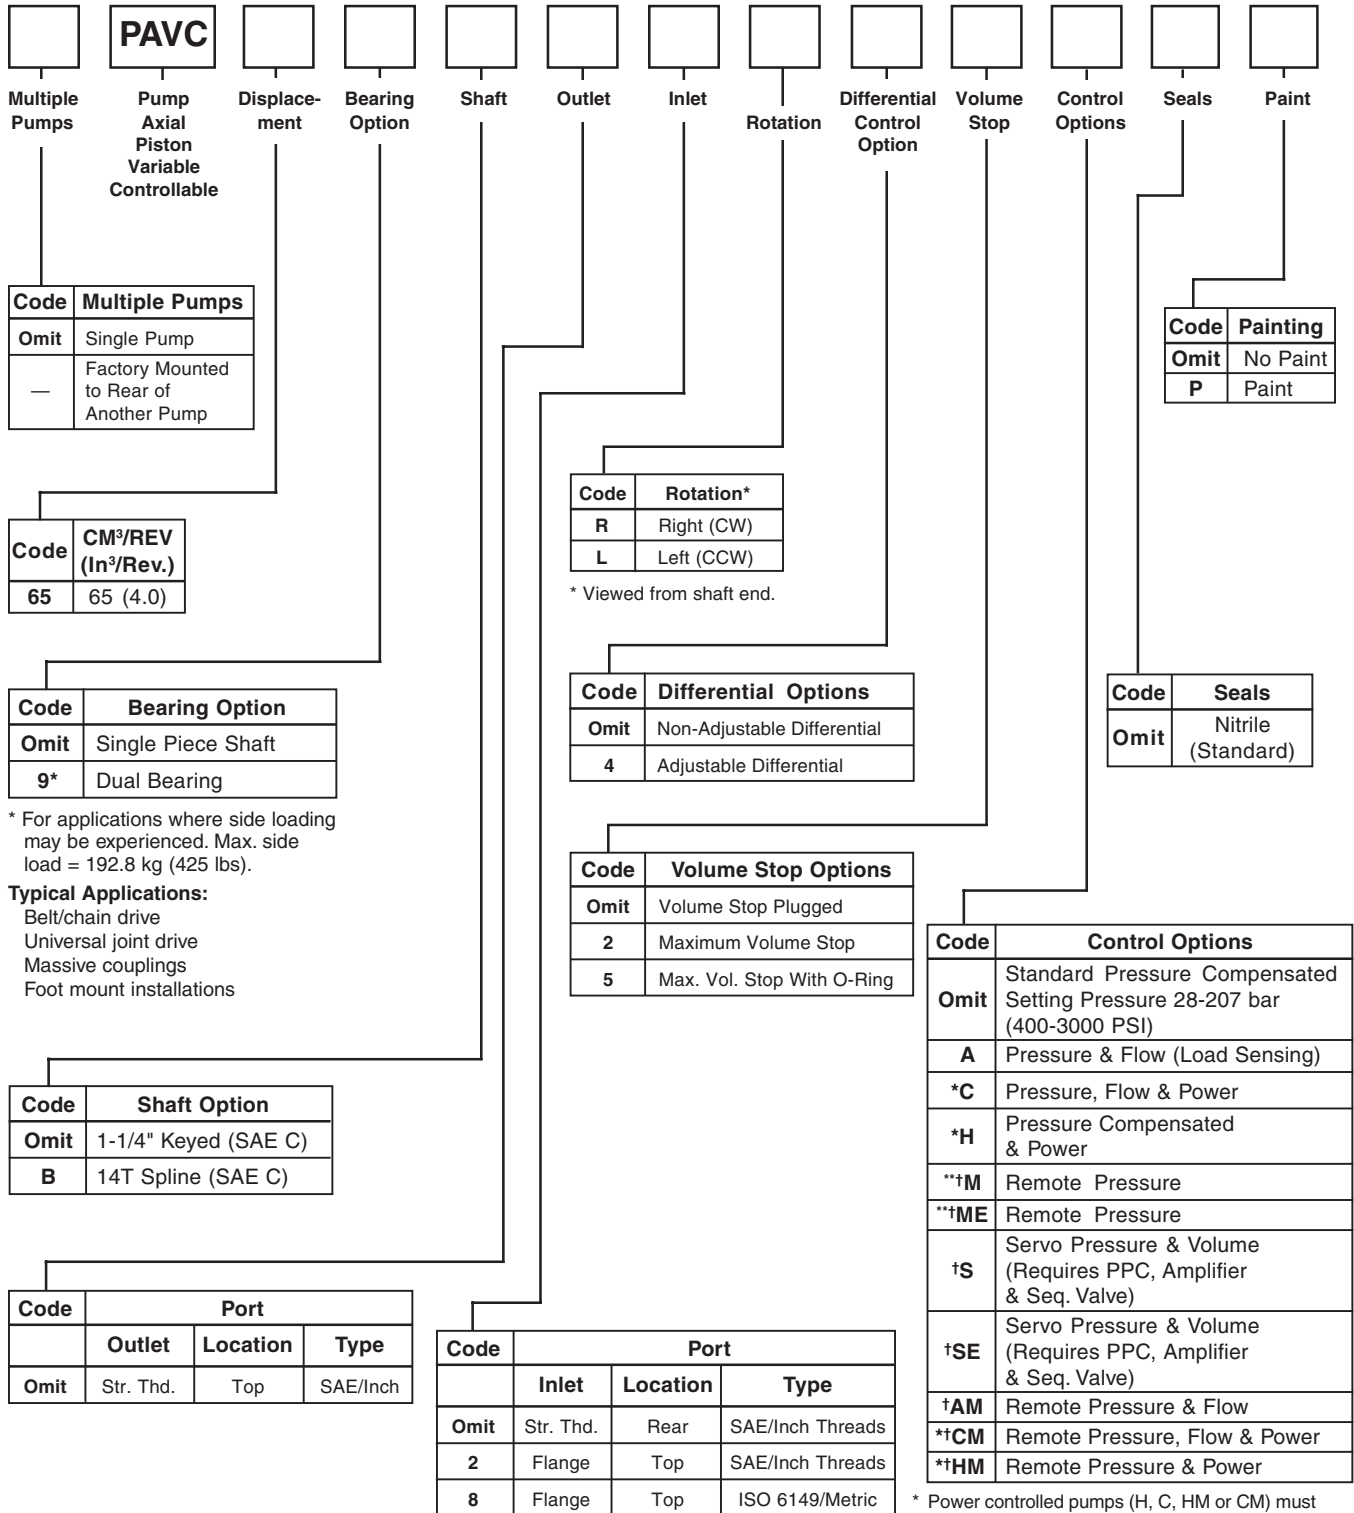 PAVC
Multiple Pumps
Pump Axial Piston Variable Controllable
Displace-ment
Bearing Option
Shaft
Outlet
Inlet
Rotation
Differential Control Option
Volume Stop
Control Options
Seals
Paint
Code Multiple Pumps
Omit Single Pump
— Factory Mounted
to Rear of
Another Pump
Code Painting
Omit No Paint
P Paint
Code Rotation*
R Right (CW)
L Left (CCW)
* Viewed from shaft end.
Code CM³/REV
(In³/Rev.)
65 65 (4.0)
Code Bearing Option
Omit Single Piece Shaft
9* Dual Bearing
* For applications where side loading
may be experienced. Max. side
load = 192.8 kg (425 lbs).
Typical Applications:
Belt/chain drive
Universal joint drive
Massive couplings
Foot mount installations
Code Differential Options
Omit Non-Adjustable Differential
4 Adjustable Differential
Code Seals
Omit Nitrile
(Standard)
Code Volume Stop Options
Omit Volume Stop Plugged
2 Maximum Volume Stop
5 Max. Vol. Stop With O-Ring
Code Shaft Option
Omit 1-1/4" Keyed (SAE C)
B 14T Spline (SAE C)
Code Control Options
Omit Standard Pressure Compensated
Setting Pressure 28-207 bar
(400-3000 PSI)
A Pressure & Flow (Load Sensing)
*C Pressure, Flow & Power
*H Pressure Compensated
& Power
**†M Remote Pressure
**†ME Remote Pressure
†S Servo Pressure & Volume
(Requires PPC, Amplifier
& Seq. Valve)
†SE Servo Pressure & Volume
(Requires PPC, Amplifier
& Seq. Valve)
†AM Remote Pressure & Flow
*†CM Remote Pressure, Flow & Power
*†HM Remote Pressure & Power
* Power controlled pumps (H, C, HM or CM) must
Code Port
Outlet Location Type
Omit Str. Thd. Top SAE/Inch
Code Port
Inlet Location Type
Omit Str. Thd. Rear SAE/Inch Threads
2 Flange Top SAE/Inch Threads
8 Flange Top ISO 6149/Metric